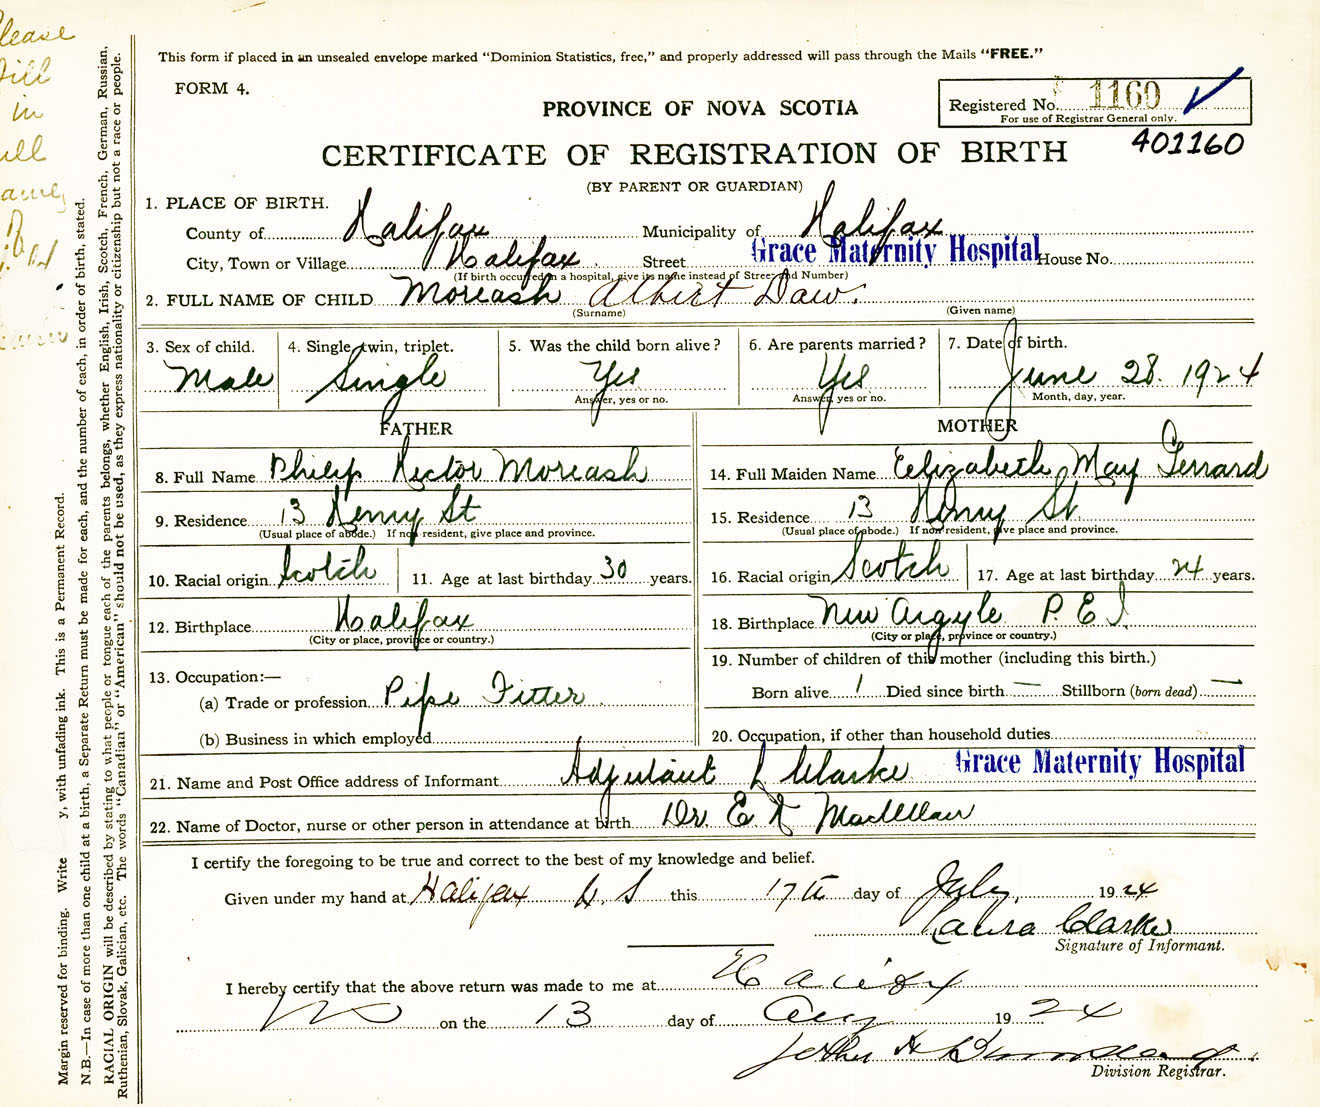 Please
fill
in
full
This form if placed in an unsealed envelope marked "Dominion Statistics, free," and properly addressed will pass through the Mails "FREE."
FORM 4.
Registered No. 1160
For use of Registrar General only.
401160
PROVINCE OF NOVA SCOTIA
CERTIFICATE OF REGISTRATION OF BIRTH
(BY PARENT OR GUARDIAN)
1. PLACE OF BIRTH.
County of Halifax Municipality of Halifax
City, Town or Village Halifax Street Grace Maternity Hospital House No.
(If birth occurred in a hospital, give its name instead of Street and Number)
2. FULL NAME OF CHILD Moreash Albert Daw.
(Surname) (Given name)
3. Sex of child. 4. Single, twin, triplet. 5. Was the child born alive? 6. Are parents married? 7. Date of birth.
Male Single Yes Yes June 28. 1924
Answer, yes or no. Answer, yes or no. Month, day, year.
FATHER MOTHER
8. Full Name Philip Hector Moreash 14. Full Maiden Name Elizabeth May Gerrard
9. Residence 13 Henry St 15. Residence 13 Henry St
(Usual place of abode.) If non resident, give place and province. (Usual place of abode.) If non resident, give place and province.
10. Racial origin Scotch 11. Age at last birthday 30 years. 16. Racial origin Scotch 17. Age at last birthday 24 years.
12. Birthplace Halifax 18. Birthplace New Argyle P.E.I
(City or place, province or country.) (City or place, province or country.)
13. Occupation:— 19. Number of children of this mother (including this birth.)
(a) Trade or profession Pipe Fitter Born alive 1 Died since birth — Stillborn (born dead) —
(b) Business in which employed 20. Occupation, if other than household duties
21. Name and Post Office address of Informant Adjutant L Clarke Grace Maternity Hospital
22. Name of Doctor, nurse or other person in attendance at birth Dr. E
I certify the foregoing to be true and correct to the best of my knowledge and belief.
Given under my hand at Halifax N.S this 17th day of July, 1924
Laura Clarke
Signature of Informant.
I hereby certify that the above return was made to me at Halifax
NS on the 13 day of Aug 1924
John
Division Registrar.
Margin reserved for binding. Write y, with unfading ink. This is a Permanent Record.
N.B.—In case of more than one child at a birth, a Separate Return must be made for each, and the number of each, in order of birth, stated.
RACIAL ORIGIN will be described by stating to what people or tongue each of the parents belongs, whether English, Irish, Scotch, French, German, Russian,
Ruthenian, Slovak, Galician, etc. The words "Canadian" or "American" should not be used, as they express nationality or citizenship but not a race or people.